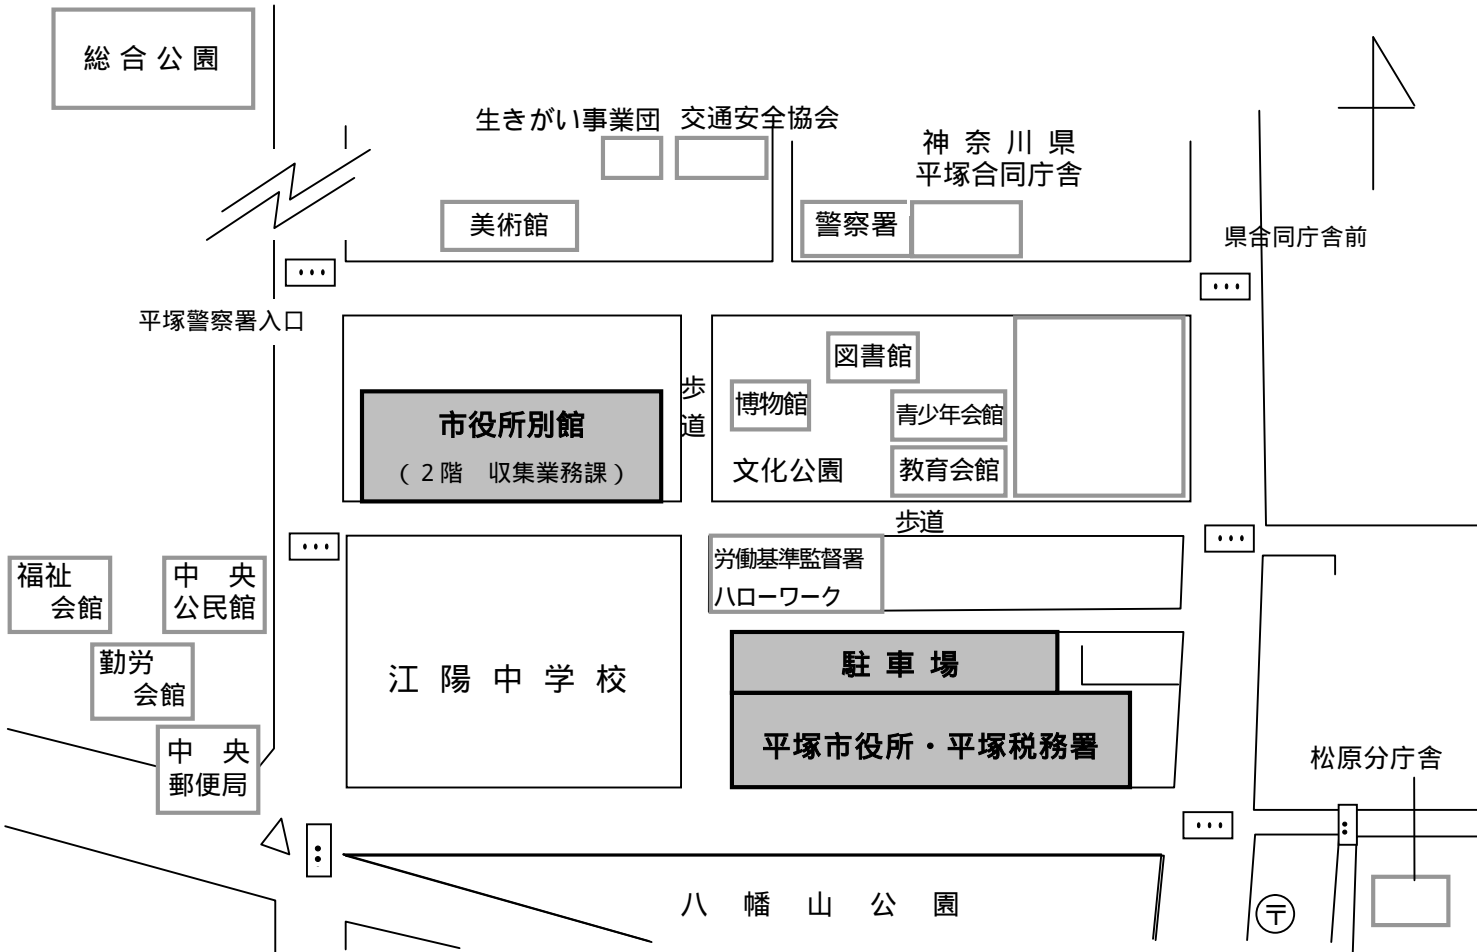 総合公園
生きがい事業団
交通安全協会
神奈川県
平塚合同庁舎
美術館
警察署
県合同庁舎前
平塚警察署入口
図書館
歩道
博物館
青少年会館
市役所別館
(2階 収集業務課)
文化公園
教育会館
歩道
労働基準監督署
ハローワーク
福祉
会館
中央
公民館
勤労
会館
江陽中学校
駐車場
平塚市役所・平塚税務署
中央
郵便局
松原分庁舎
八幡山公園
〒